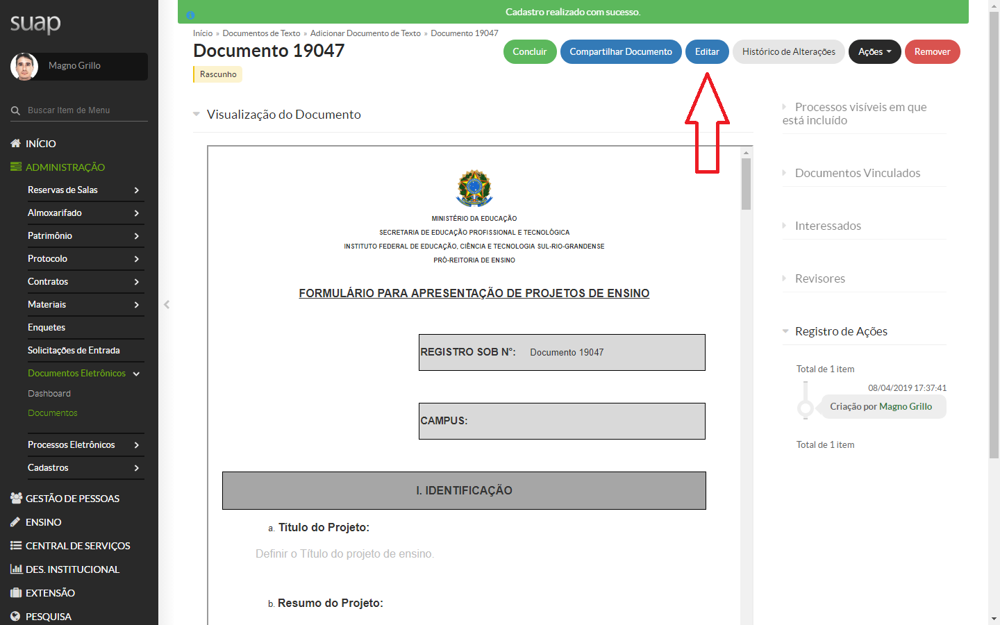 suap
Magno Grillo
Buscar Item de Menu
INÍCIO
ADMINISTRAÇÃO
Reservas de Salas
Almoxarifado
Patrimônio
Protocolo
Contratos
Materiais
Enquetes
Solicitações de Entrada
Documentos Eletrônicos
Dashboard
Documentos
Processos Eletrônicos
Cadastros
GESTÃO DE PESSOAS
ENSINO
CENTRAL DE SERVIÇOS
DES. INSTITUCIONAL
EXTENSÃO
PESQUISA
Cadastro realizado com sucesso.
Início » Documentos de Texto » Adicionar Documento de Texto » Documento 19047
Documento 19047
Concluir Compartilhar Documento Editar Histórico de Alterações Ações Remover
Rascunho
Visualização do Documento
MINISTÉRIO DA EDUCAÇÃO
SECRETARIA DE EDUCAÇÃO PROFISSIONAL E TECNOLÓGICA
INSTITUTO FEDERAL DE EDUCAÇÃO, CIÊNCIA E TECNOLOGIA SUL-RIO-GRANDENSE
PRÓ-REITORIA DE ENSINO
FORMULÁRIO PARA APRESENTAÇÃO DE PROJETOS DE ENSINO
REGISTRO SOB N°: Documento 19047
CAMPUS:
I. IDENTIFICAÇÃO
a. Título do Projeto:
Definir o Título do projeto de ensino.
b. Resumo do Projeto:
Processos visíveis em que
está incluído
Documentos Vinculados
Interessados
Revisores
Registro de Ações
Total de 1 item
08/04/2019 17:37:41
Criação por Magno Grillo
Total de 1 item